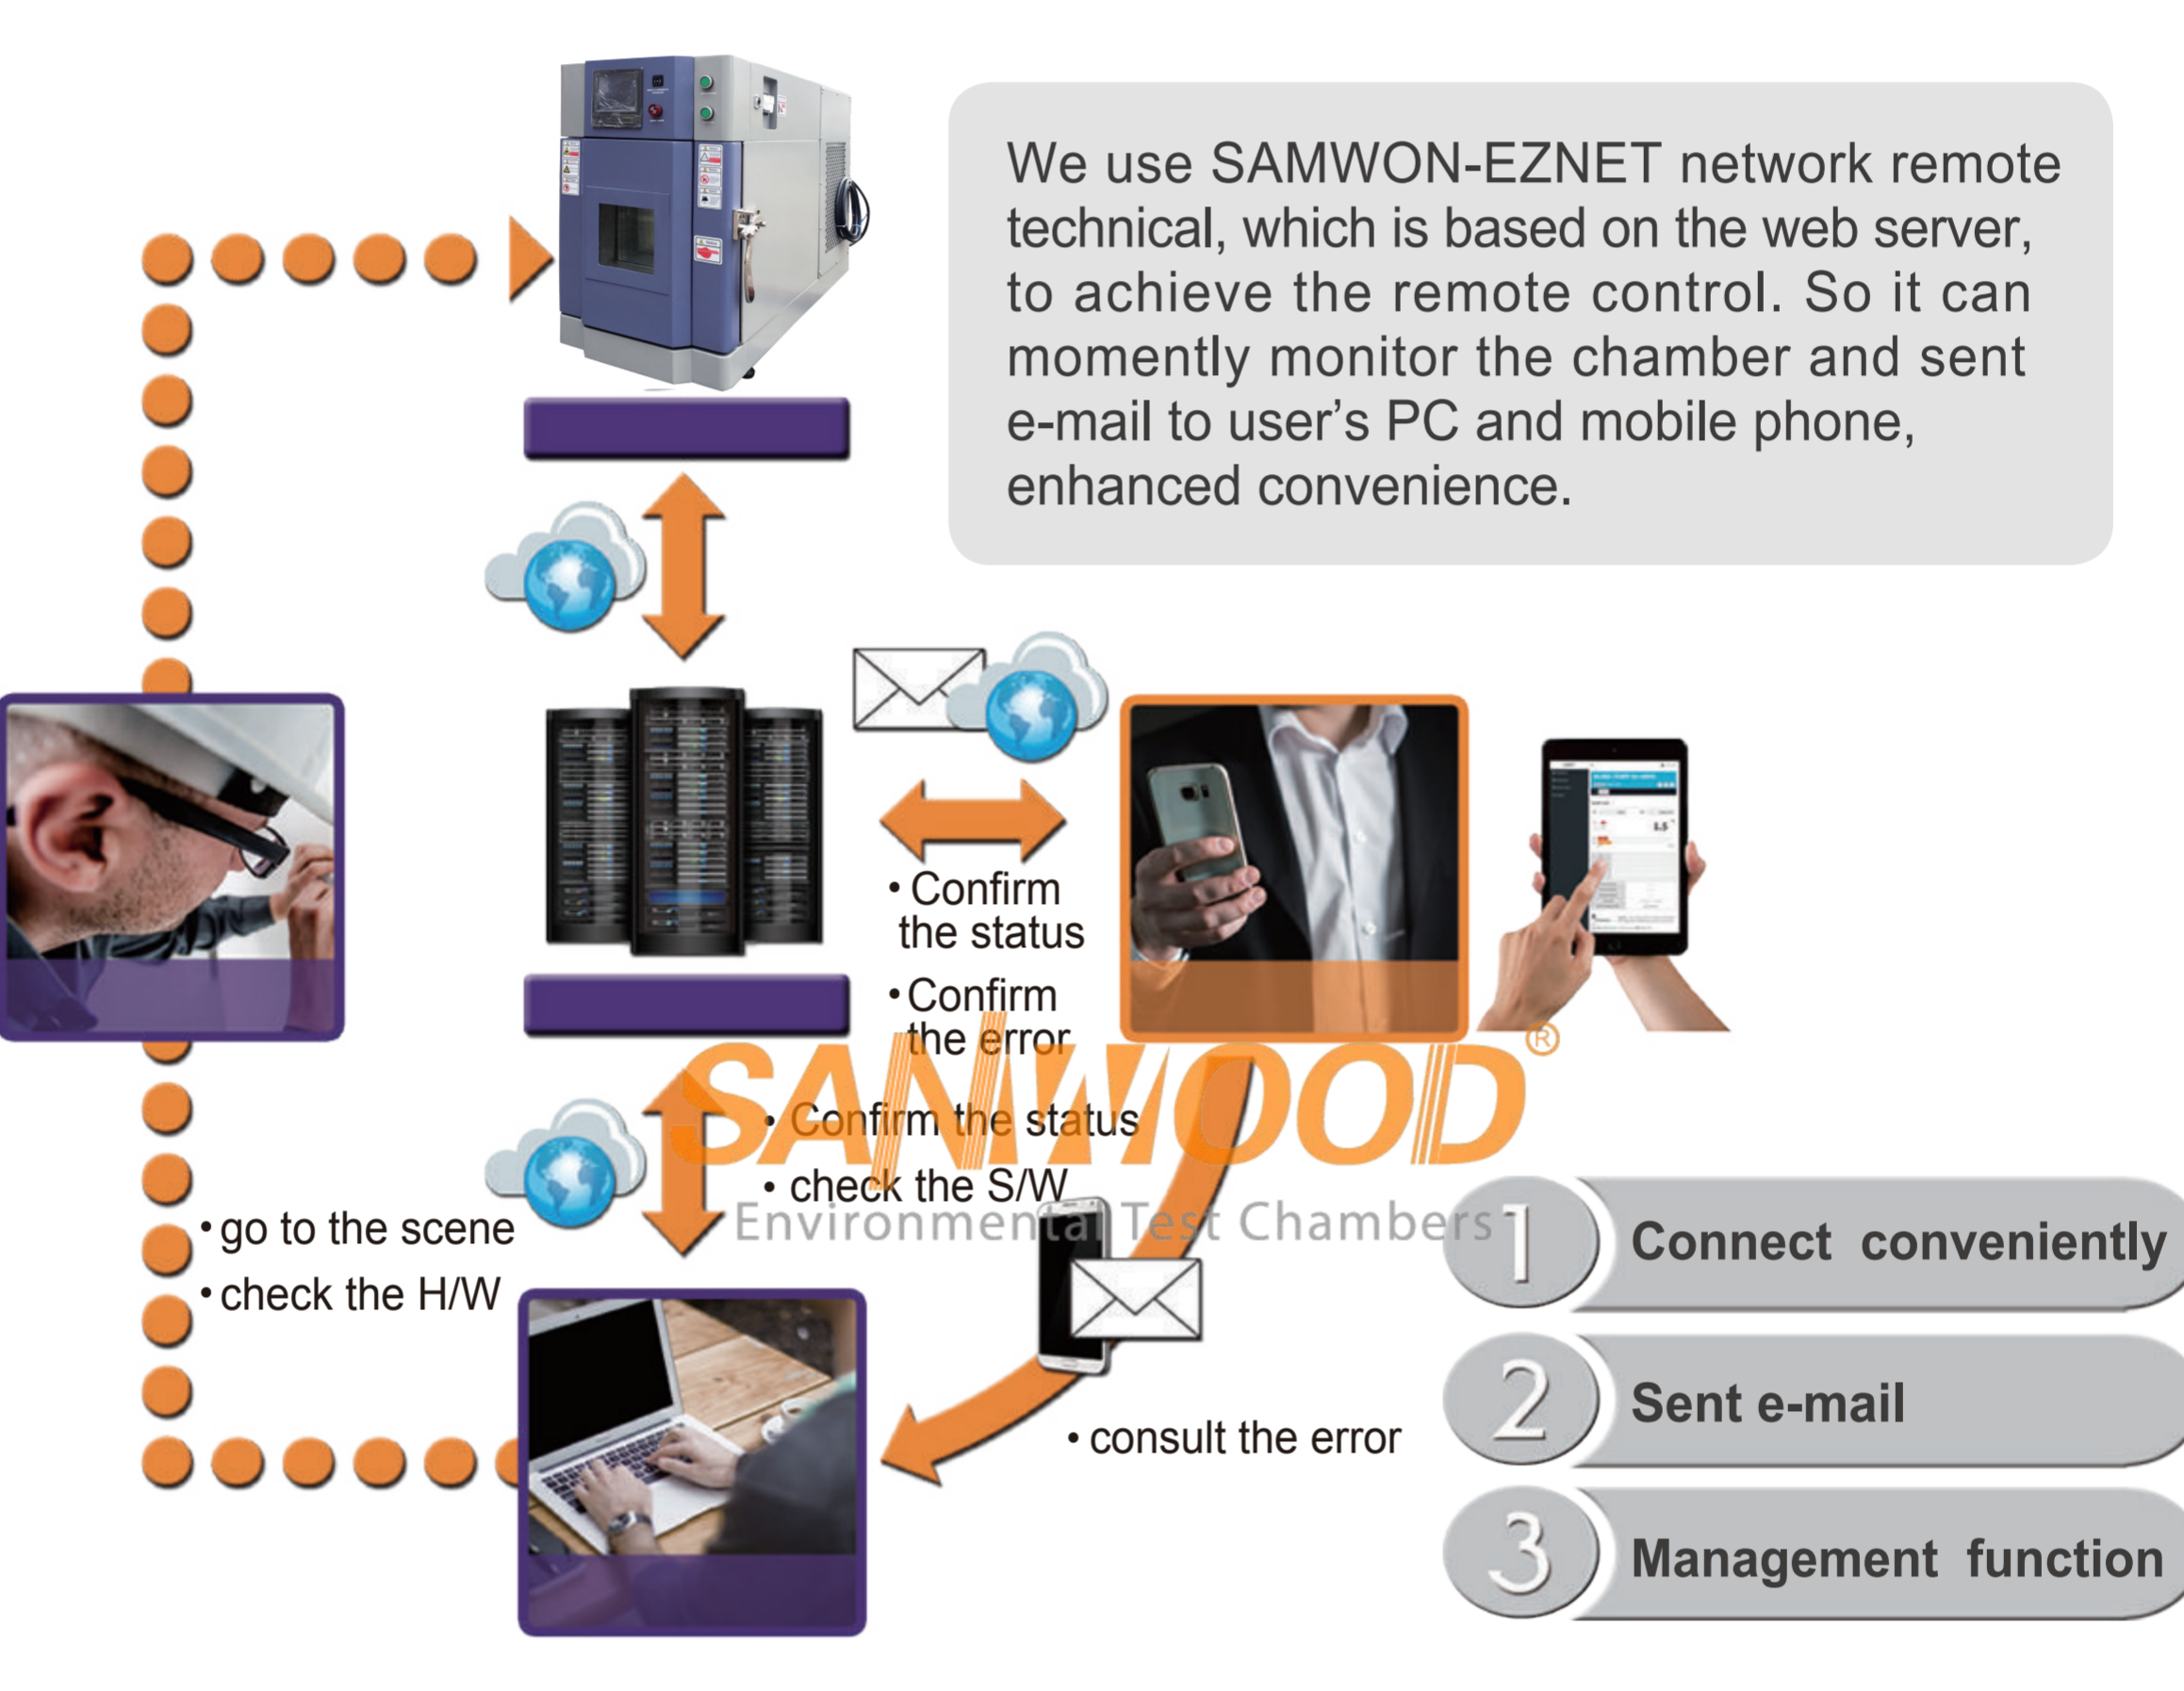 We use SAMWON-EZNET network remote
technical, which is based on the web server,
to achieve the remote control. So it can
momently monitor the chamber and sent
e-mail to user's PC and mobile phone,
enhanced convenience.
• Confirm
the status
• Confirm
the error
SANWOOD®
• Confirm the status
• check the S/W
Environmental Test Chambers
• go to the scene
• check the H/W
• consult the error
1 Connect conveniently
2 Sent e-mail
3 Management function